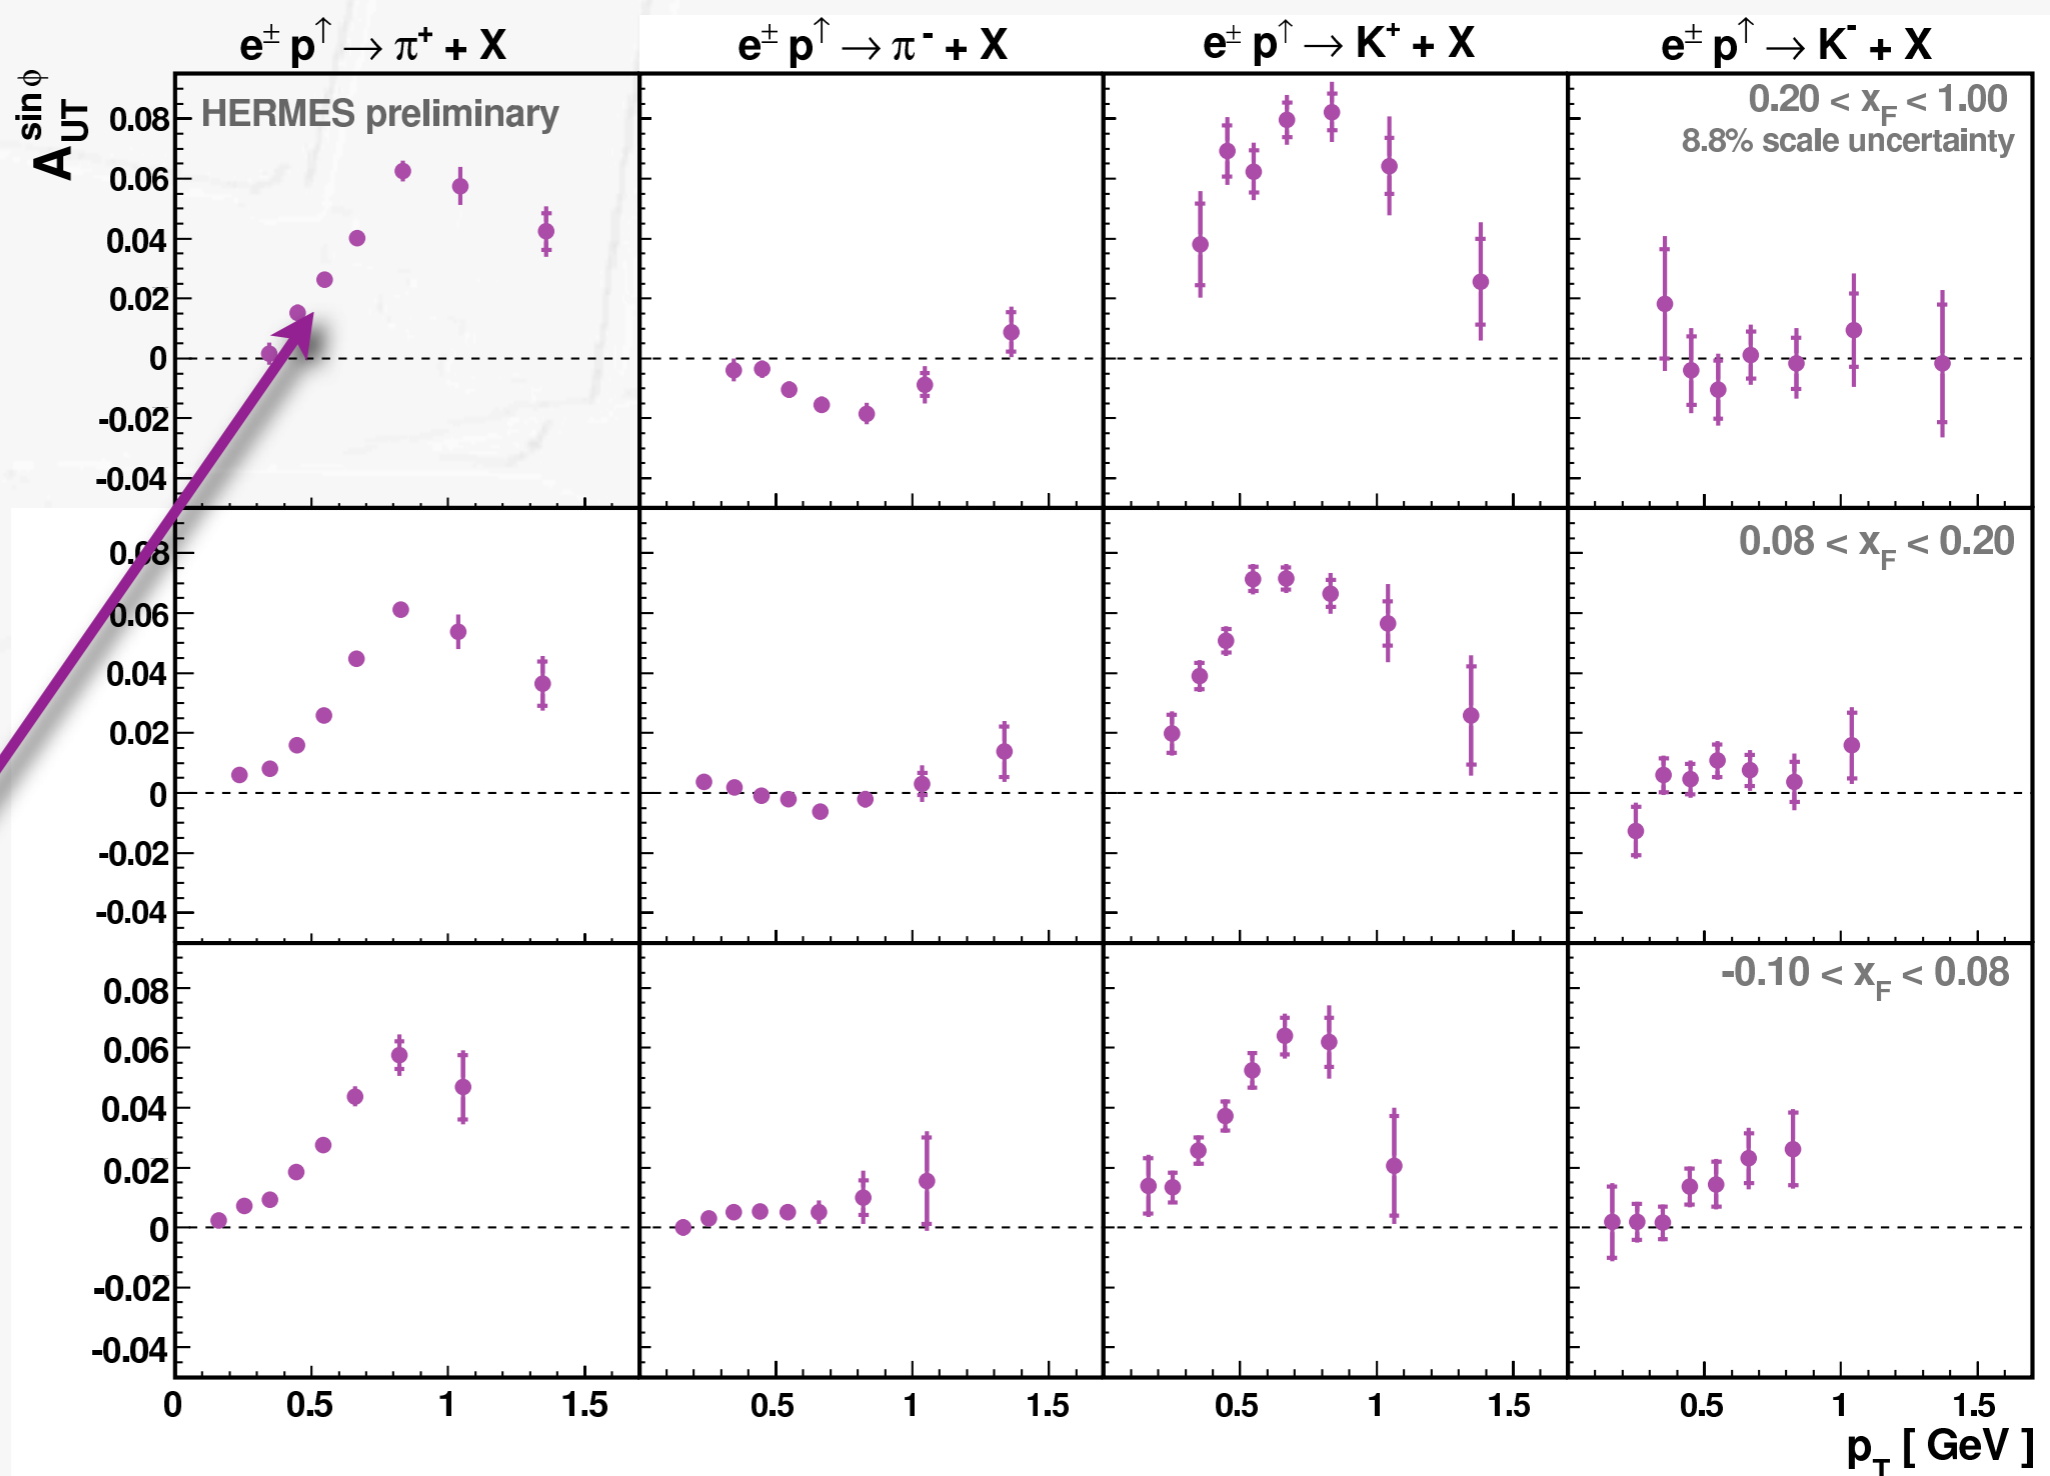 e± p↑ → π+ + X
e± p↑ → π- + X
e± p↑ → K+ + X
e± p↑ → K- + X
A_UT^sin ϕ
HERMES preliminary
0.20 < x_F < 1.00
8.8% scale uncertainty
0.08
0.06
0.04
0.02
0
-0.02
-0.04
0.08 < x_F < 0.20
0.08
0.06
0.04
0.02
0
-0.02
-0.04
-0.10 < x_F < 0.08
0.08
0.06
0.04
0.02
0
-0.02
-0.04
0 0.5 1 1.5 0.5 1 1.5 0.5 1 1.5 0.5 1 1.5
p_T [ GeV ]